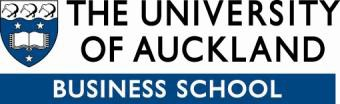 THE UNIVERSITY
OF AUCKLAND
BUSINESS SCHOOL